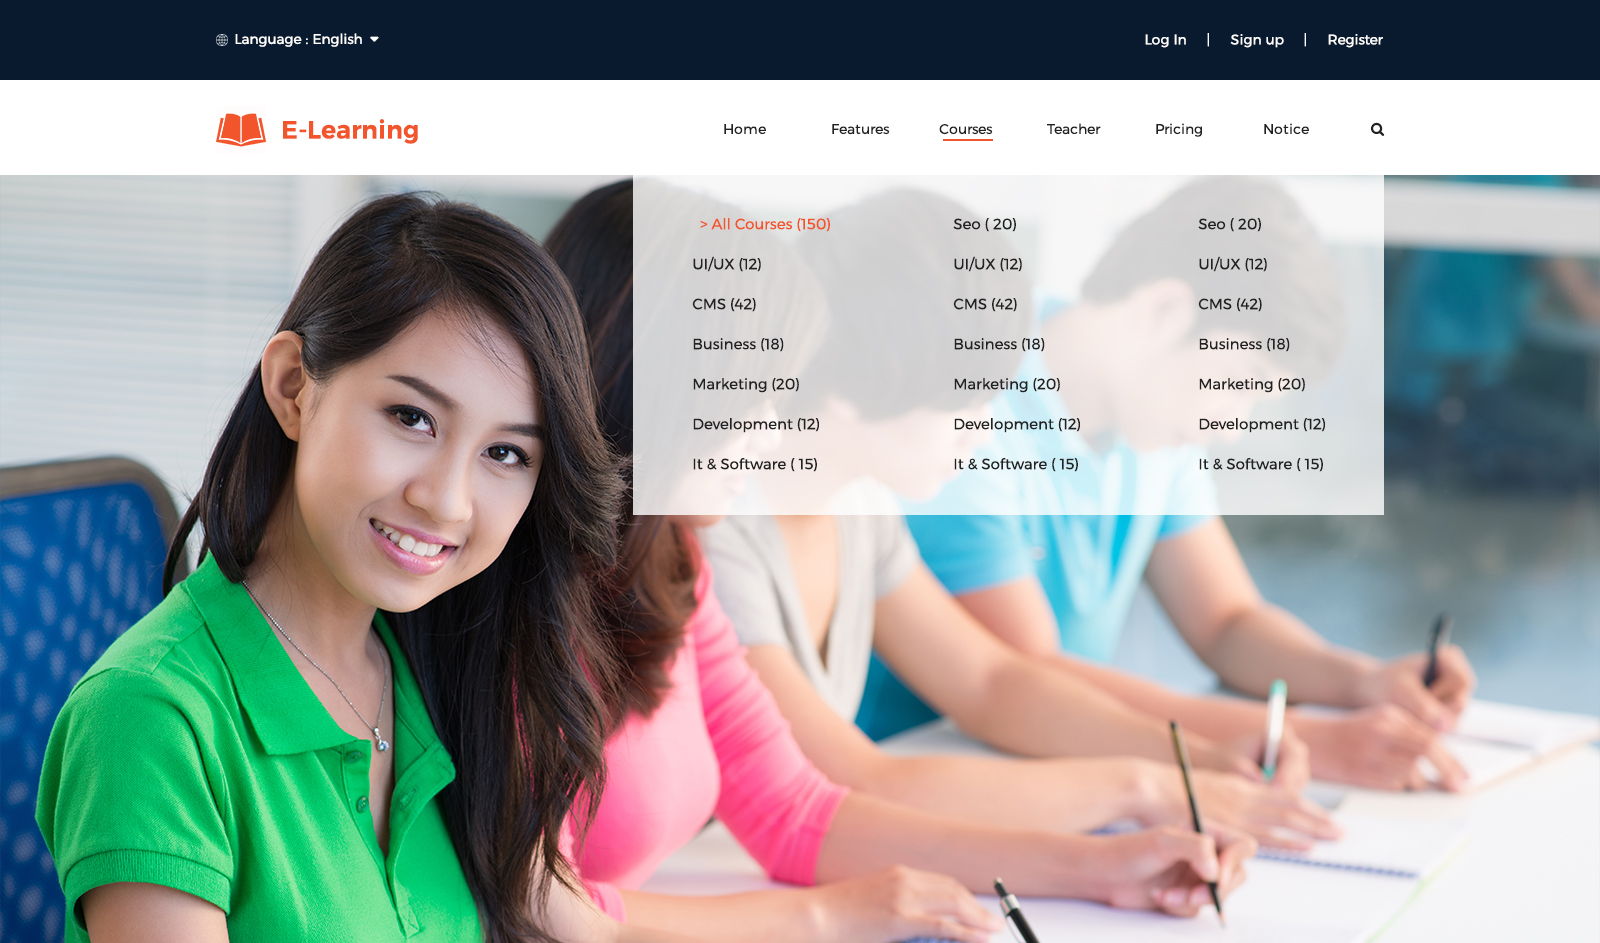 Language : English
Log In | Sign up | Register
E-Learning
Home Features Courses Teacher Pricing Notice
> All Courses (150) Seo ( 20) Seo ( 20)
UI/UX (12) UI/UX (12) UI/UX (12)
CMS (42) CMS (42) CMS (42)
Business (18) Business (18) Business (18)
Marketing (20) Marketing (20) Marketing (20)
Development (12) Development (12) Development (12)
It & Software ( 15) It & Software ( 15) It & Software ( 15)